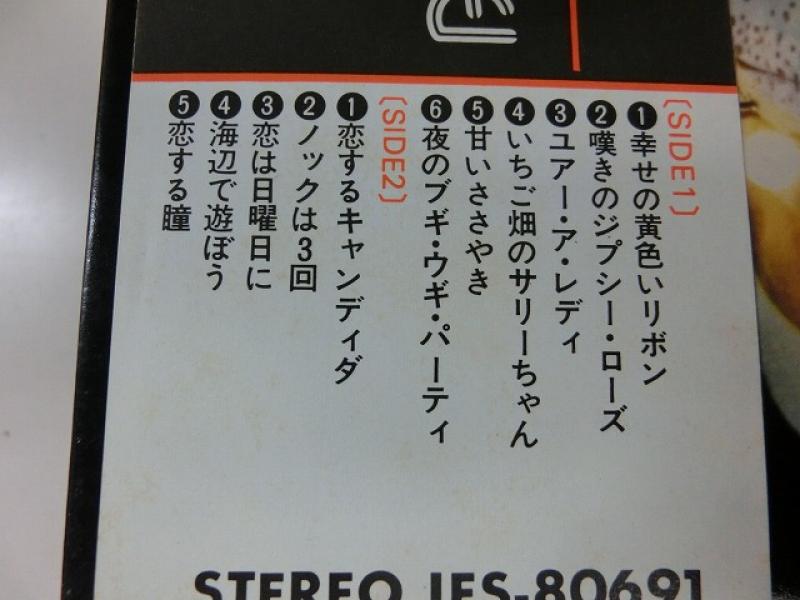 〔SIDE1〕
❶幸せの黄色いリボン
❷嘆きのジプシー・ローズ
❸ユアー・ア・レディ
❹いちご畑のサリーちゃん
❺甘いささやき
❻夜のブギ・ウギ・パーティ
〔SIDE2〕
❶恋するキャンディダ
❷ノックは3回
❸恋は日曜日に
❹海辺で遊ぼう
❺恋する瞳
STEREO IES-80691